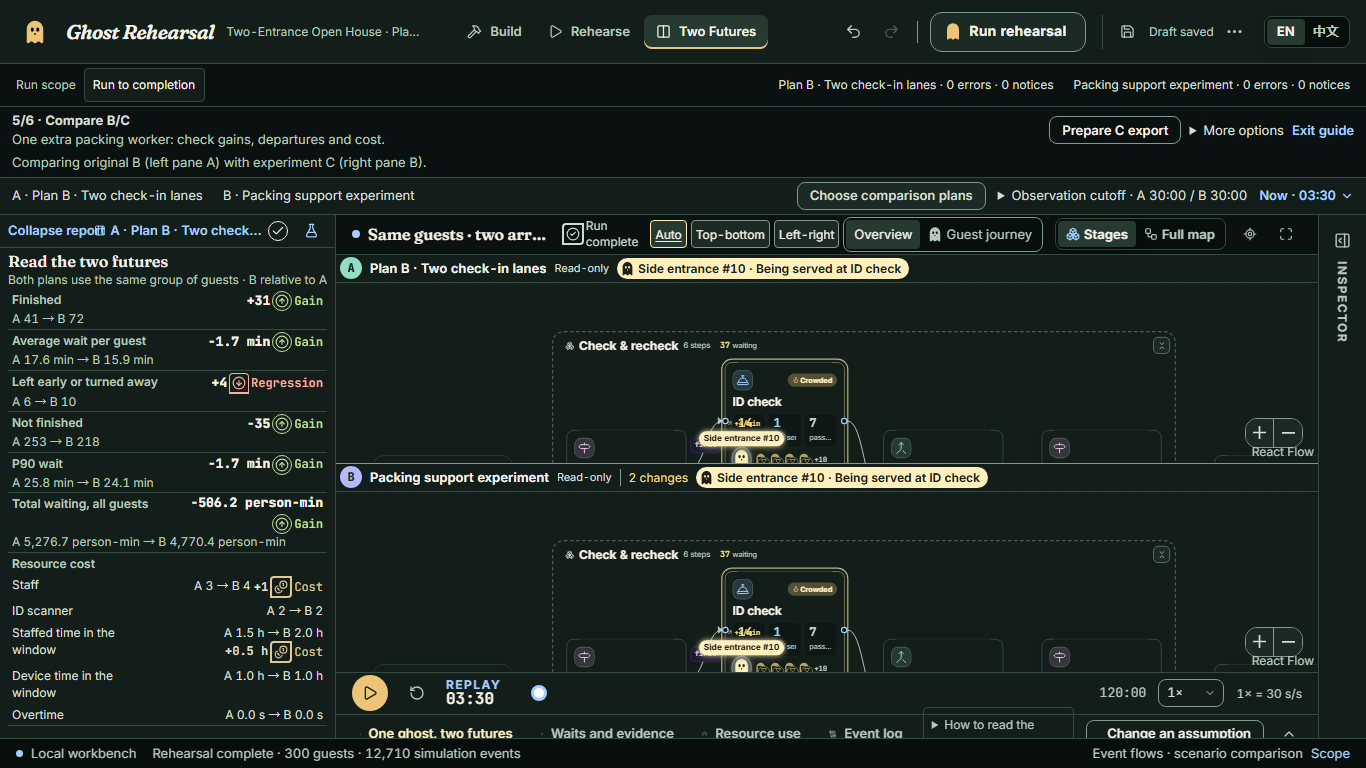 Ghost Rehearsal
Two-Entrance Open House · Pla...
Build
Rehearse
Two Futures
Run rehearsal
Draft saved
EN
中文
Run scope
Run to completion
Plan B · Two check-in lanes · 0 errors · 0 notices
Packing support experiment · 0 errors · 0 notices
5/6 · Compare B/C
One extra packing worker: check gains, departures and cost.
Comparing original B (left pane A) with experiment C (right pane B).
Prepare C export
More options
Exit guide
A · Plan B · Two check-in lanes
B · Packing support experiment
Choose comparison plans
Observation cutoff · A 30:00 / B 30:00
Now · 03:30
Collapse report
A · Plan B · Two check...
Same guests · two arr...
Run complete
Auto
Top-bottom
Left-right
Overview
Guest journey
Stages
Full map
INSPECTOR
Read the two futures
Both plans use the same group of guests · B relative to A
Finished +31 Gain
A 41 → B 72
Average wait per guest -1.7 min Gain
A 17.6 min → B 15.9 min
Left early or turned away +4 Regression
A 6 → B 10
Not finished -35 Gain
A 253 → B 218
P90 wait -1.7 min Gain
A 25.8 min → B 24.1 min
Total waiting, all guests -506.2 person-min
Gain
A 5,276.7 person-min → B 4,770.4 person-min
Resource cost
Staff A 3 → B 4 +1 Cost
ID scanner A 2 → B 2
Staffed time in the window A 1.5 h → B 2.0 h
+0.5 h Cost
Device time in the window A 1.0 h → B 1.0 h
Overtime A 0.0 s → B 0.0 s
A Plan B · Two check-in lanes Read-only Side entrance #10 · Being served at ID check
Check & recheck 6 steps 37 waiting
Crowded
ID check
14 1 7
pass...
Side entrance #10
+10
React Flow
B Packing support experiment Read-only 2 changes Side entrance #10 · Being served at ID check
Check & recheck 6 steps 37 waiting
Crowded
ID check
14 1 7
pass...
Side entrance #10
+10
React Flow
REPLAY
03:30
120:00
1×
1× = 30 s/s
One ghost, two futures
Waits and evidence
Resource use
Event log
How to read the
Change an assumption
Local workbench
Rehearsal complete · 300 guests · 12,710 simulation events
Event flows · scenario comparison
Scope